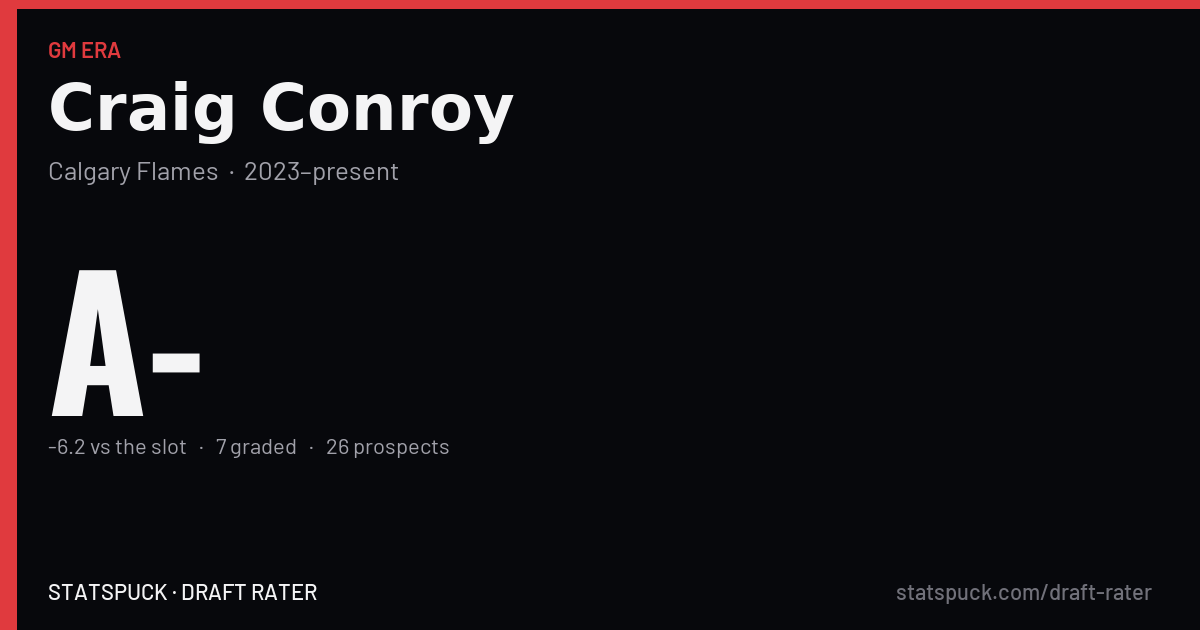 GM ERA
Craig Conroy
Calgary Flames · 2023–present
A-
-6.2 vs the slot · 7 graded · 26 prospects
STATSPUCK · DRAFT RATER
statspuck.com/draft-rater